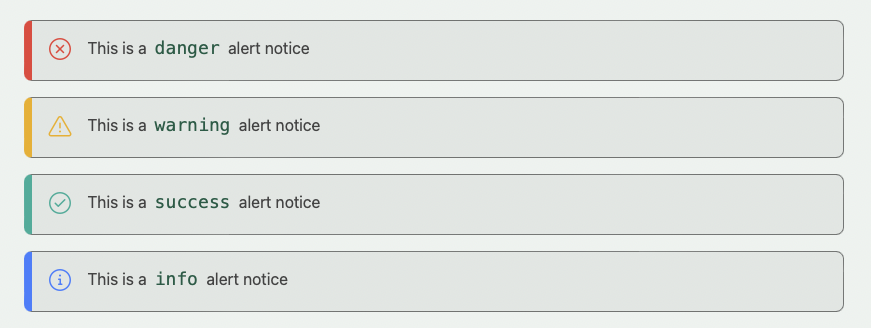 This is a danger alert notice
This is a warning alert notice
This is a success alert notice
This is a info alert notice